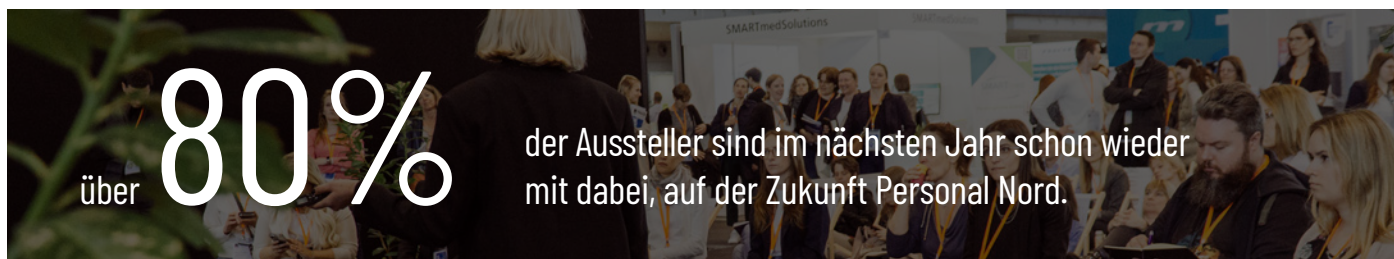 SMARTmedSolutions
über 80% der Aussteller sind im nächsten Jahr schon wieder
mit dabei, auf der Zukunft Personal Nord.